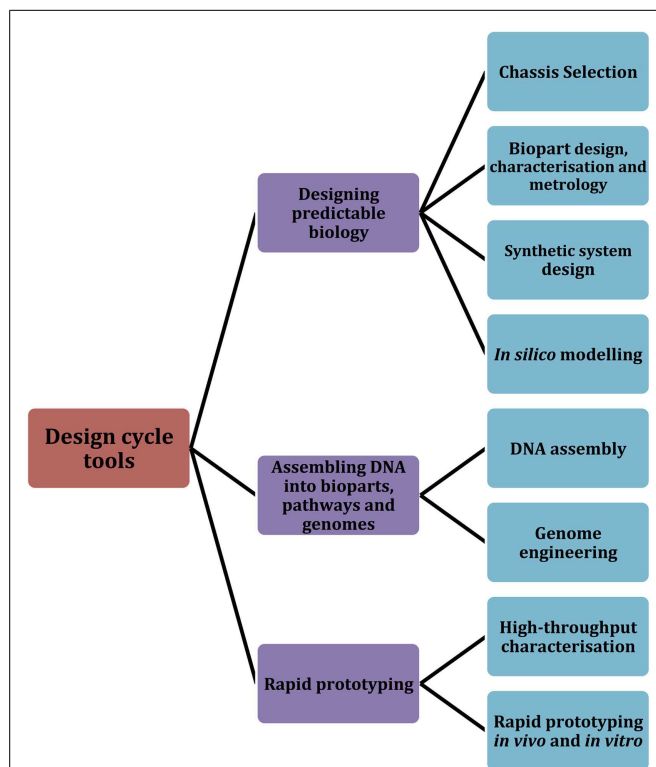 Design cycle
tools
Designing
predictable
biology
Chassis Selection
Biopart design,
characterisation and
metrology
Synthetic system
design
In silico modelling
Assembling DNA
into bioparts,
pathways and
genomes
DNA assembly
Genome
engineering
Rapid prototyping
High-throughput
characterisation
Rapid prototyping
in vivo and in vitro